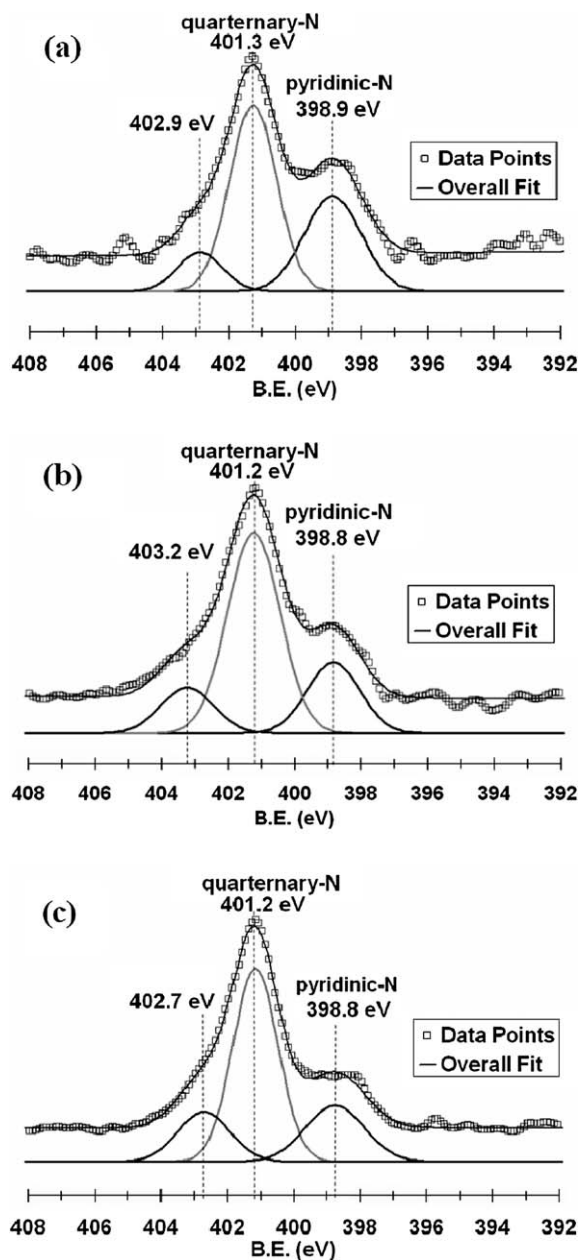 (a)
quarternary-N
401.3 eV
pyridinic-N
398.9 eV
402.9 eV
Data Points
Overall Fit
408 406 404 402 400 398 396 394 392
B.E. (eV)
(b)
quarternary-N
401.2 eV
pyridinic-N
398.8 eV
403.2 eV
Data Points
Overall Fit
408 406 404 402 400 398 396 394 392
B.E. (eV)
(c)
quarternary-N
401.2 eV
pyridinic-N
398.8 eV
402.7 eV
Data Points
Overall Fit
408 406 404 402 400 398 396 394 392
B.E. (eV)